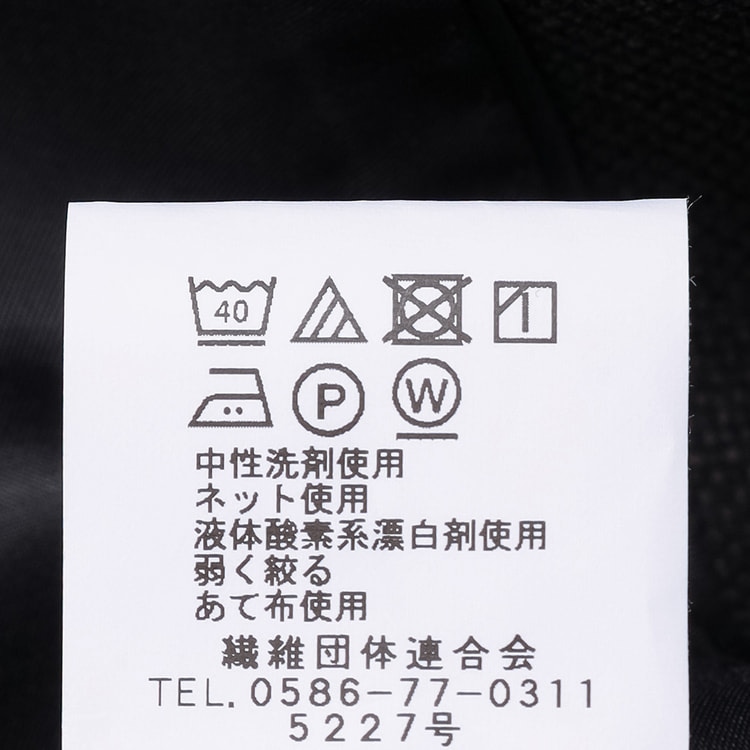 40
P W
中性洗剤使用
ネット使用
液体酸素系漂白剤使用
弱く絞る
あて布使用
繊維団体連合会
TEL.0586-77-0311
5227号